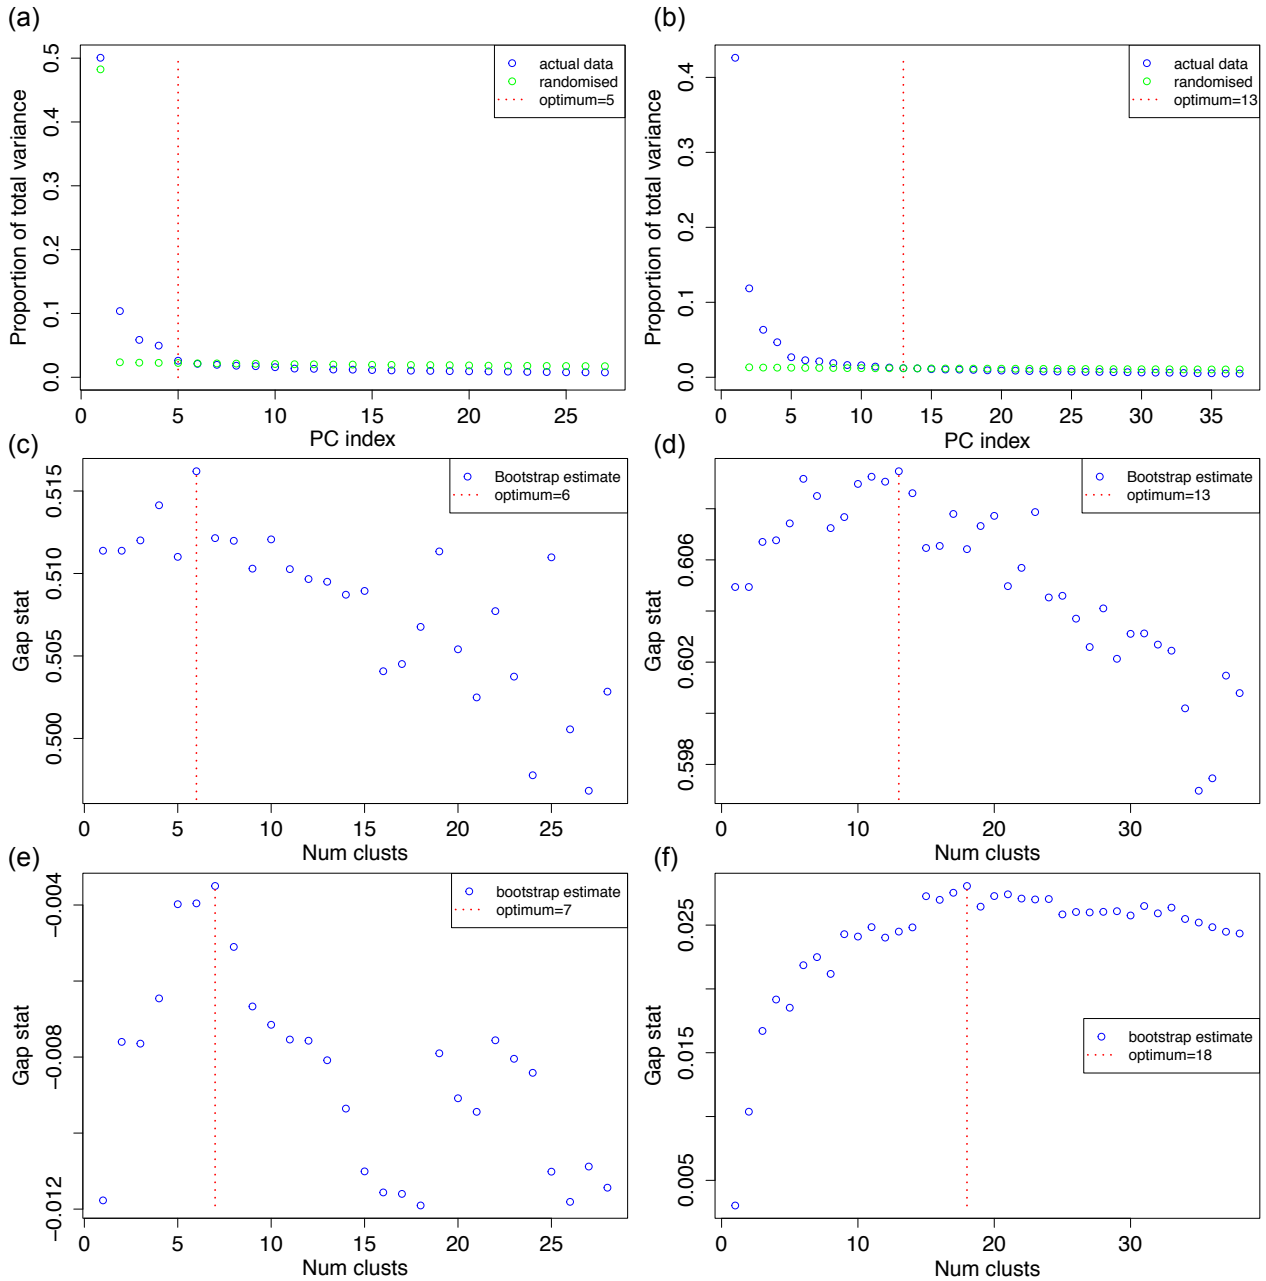 (a)
actual data
randomised
optimum=5
Proportion of total variance
0.0 0.1 0.2 0.3 0.4 0.5
0 5 10 15 20 25
PC index
(b)
actual data
randomised
optimum=13
Proportion of total variance
0.0 0.1 0.2 0.3 0.4
0 5 10 15 20 25 30 35
PC index
(c)
Bootstrap estimate
optimum=6
Gap stat
0.500 0.505 0.510 0.515
0 5 10 15 20 25
Num clusts
(d)
Bootstrap estimate
optimum=13
Gap stat
0.598 0.602 0.606
0 10 20 30
Num clusts
(e)
bootstrap estimate
optimum=7
Gap stat
−0.012 −0.008 −0.004
0 5 10 15 20 25
Num clusts
(f)
bootstrap estimate
optimum=18
Gap stat
0.005 0.015 0.025
0 10 20 30
Num clusts